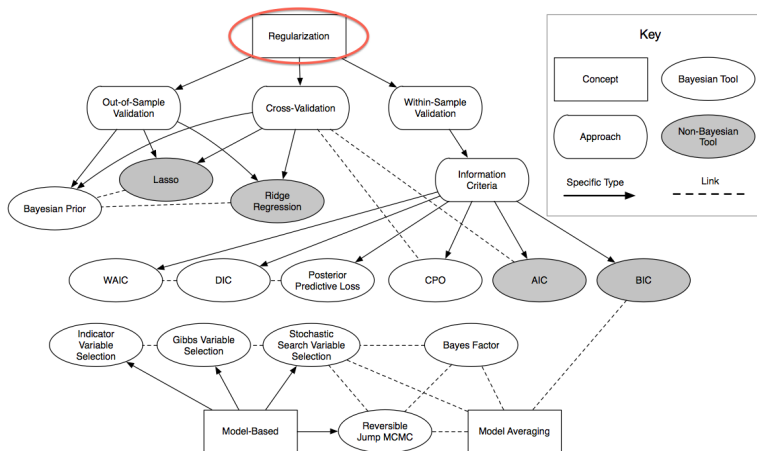 Regularization
Key
Concept
Bayesian Tool
Out-of-Sample
Validation
Cross-Validation
Within-Sample
Validation
Approach
Non-Bayesian
Tool
Lasso
Information
Criteria
Specific Type
Link
Bayesian Prior
Ridge
Regression
WAIC
DIC
Posterior
Predictive Loss
CPO
AIC
BIC
Indicator
Variable
Selection
Gibbs Variable
Selection
Stochastic
Search Variable
Selection
Bayes Factor
Model-Based
Reversible
Jump MCMC
Model Averaging